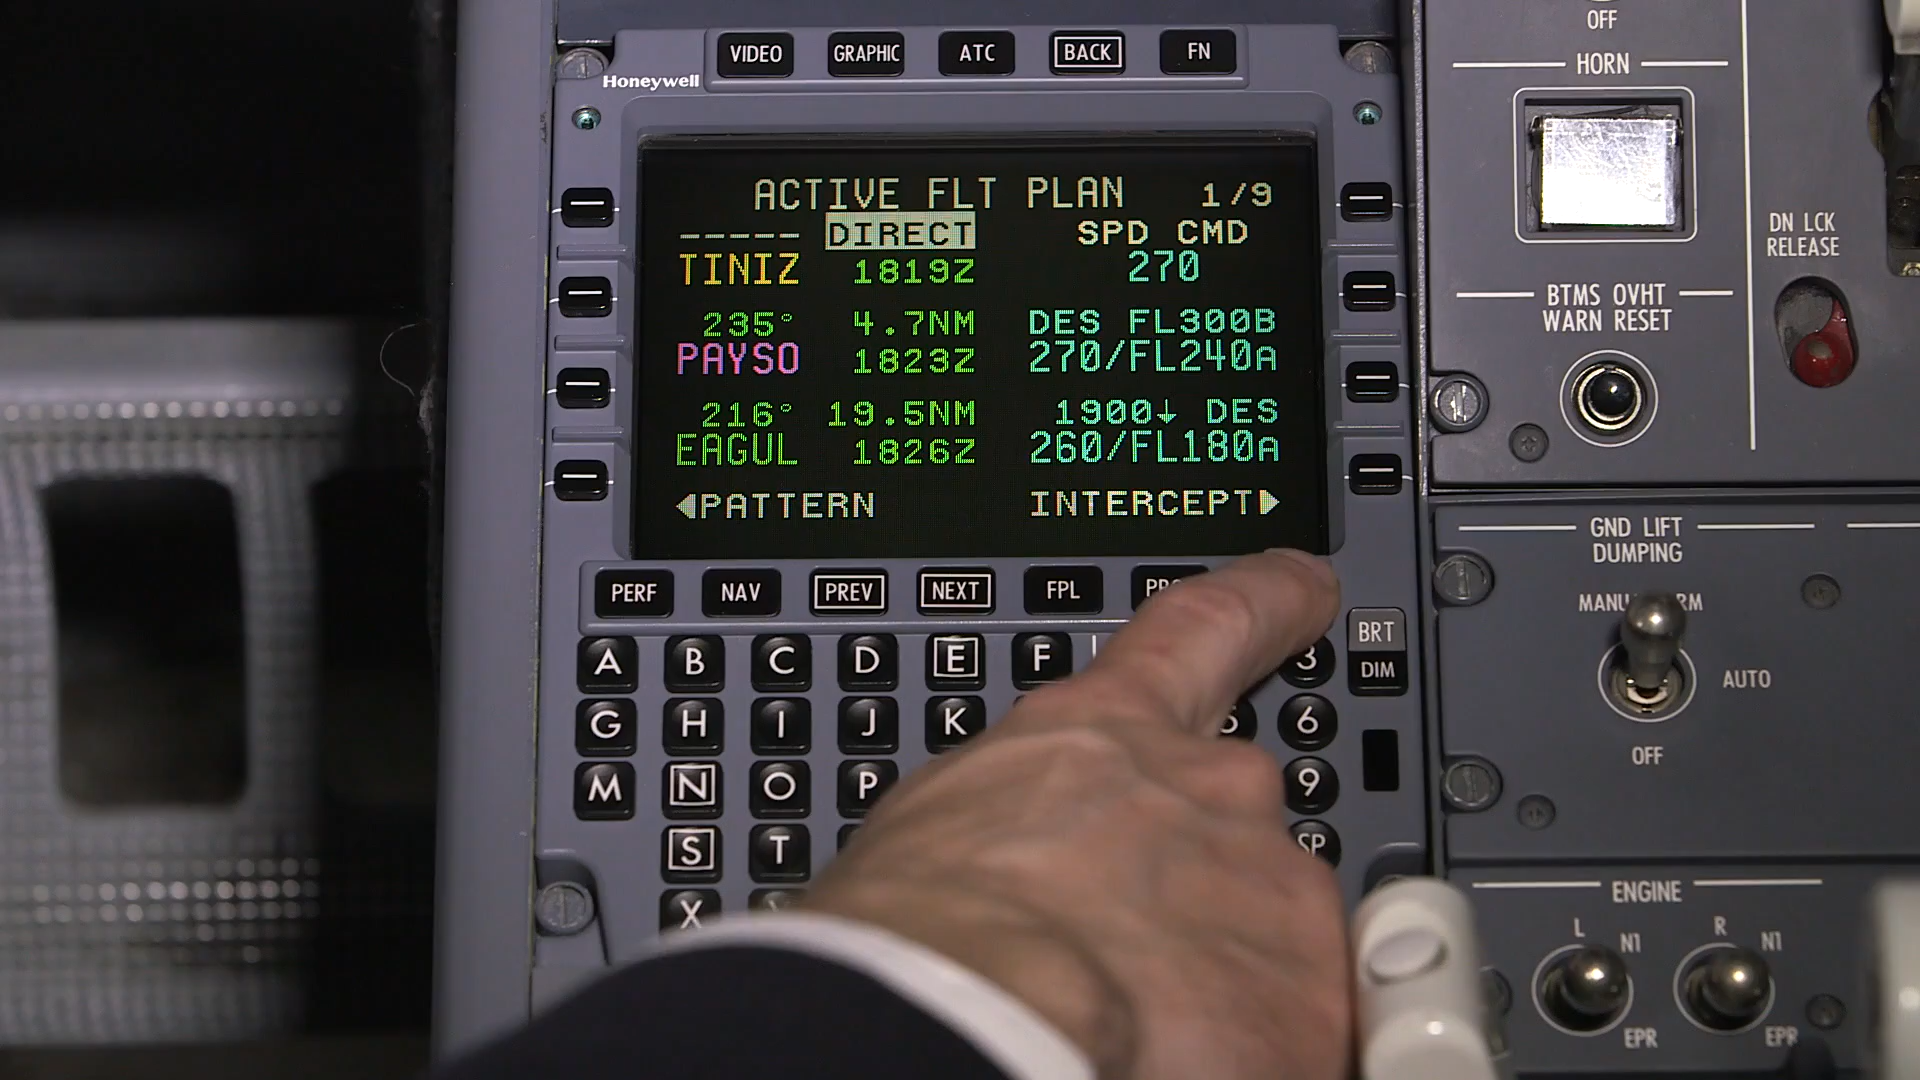 VIDEO GRAPHIC ATC BACK FN
Honeywell
ACTIVE FLT PLAN 1/9
----- DIRECT SPD CMD
TINIZ 1819Z 270
235° 4.7NM DES FL300B
PAYSO 1823Z 270/FL240A
216° 19.5NM 1900↓ DES
EAGUL 1826Z 260/FL180A
◀PATTERN INTERCEPT▶
PERF NAV PREV NEXT FPL
A B C D E F 3
G H I J K 6
M N O P 9
S T SP
X
BRT
DIM
OFF
HORN
DN LCK
RELEASE
BTMS OVHT
WARN RESET
GND LIFT
DUMPING
AUTO
OFF
ENGINE
L R
N1 N1
EPR EPR